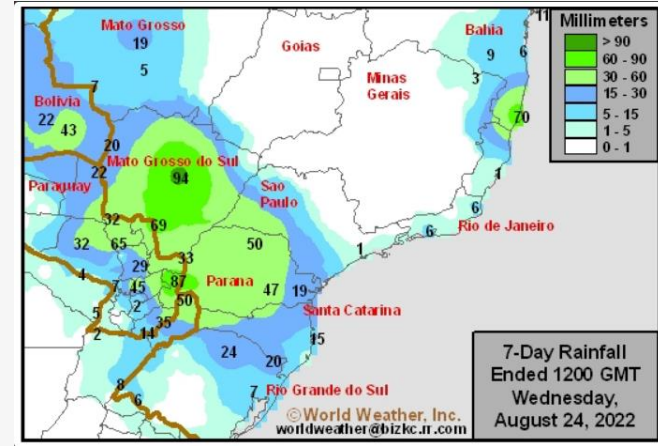 Mato Grosso
19
5
Goias
Bahia
9
6
11
3
Millimeters
> 90
60 - 90
30 - 60
15 - 30
5 - 15
1 - 5
0 - 1
Minas
Gerais
7
Bolivia
22
43
70
20
Mato Grosso do Sul
22
94
Paraguay
Sao
Paulo
1
6
32
69
Rio de Janeiro
6
32
65
50
1
33
29
4
Parana
7
45
87
47
19
50
2
5
Santa Catarina
35
2
14
15
24
20
8
7
Rio Grande do Sul
6
7-Day Rainfall
Ended 1200 GMT
Wednesday,
August 24, 2022
© World Weather, Inc.
worldweather@bizkc.rr.com